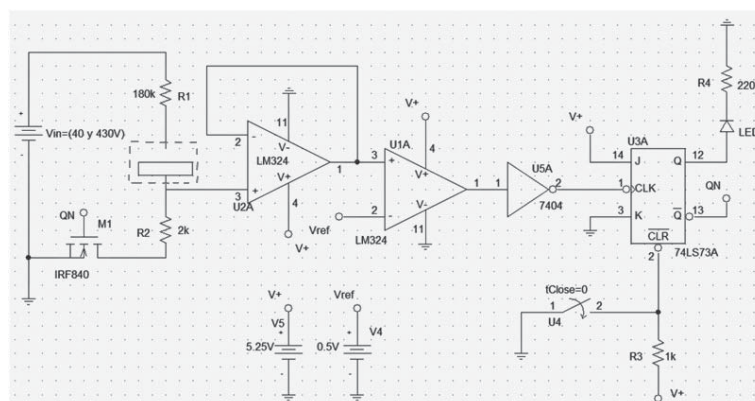 180k
R1
Vin=(40 y 430V)
QN
M1
IRF840
R2
2k
11
V-
2
LM324
1
3
V+
U2A
4
V+
V+
4
U1A
3
V+
1
V-
2
Vref
11
LM324
U5A
1
2
7404
R4
220
LED
V+
U3A
14
J
Q
12
QN
1
CLK
3
K
Q
13
CLR
2
74LS73A
tClose=0
1
2
U4
R3
1k
V+
V+
V5
5.25V
Vref
V4
0.5V